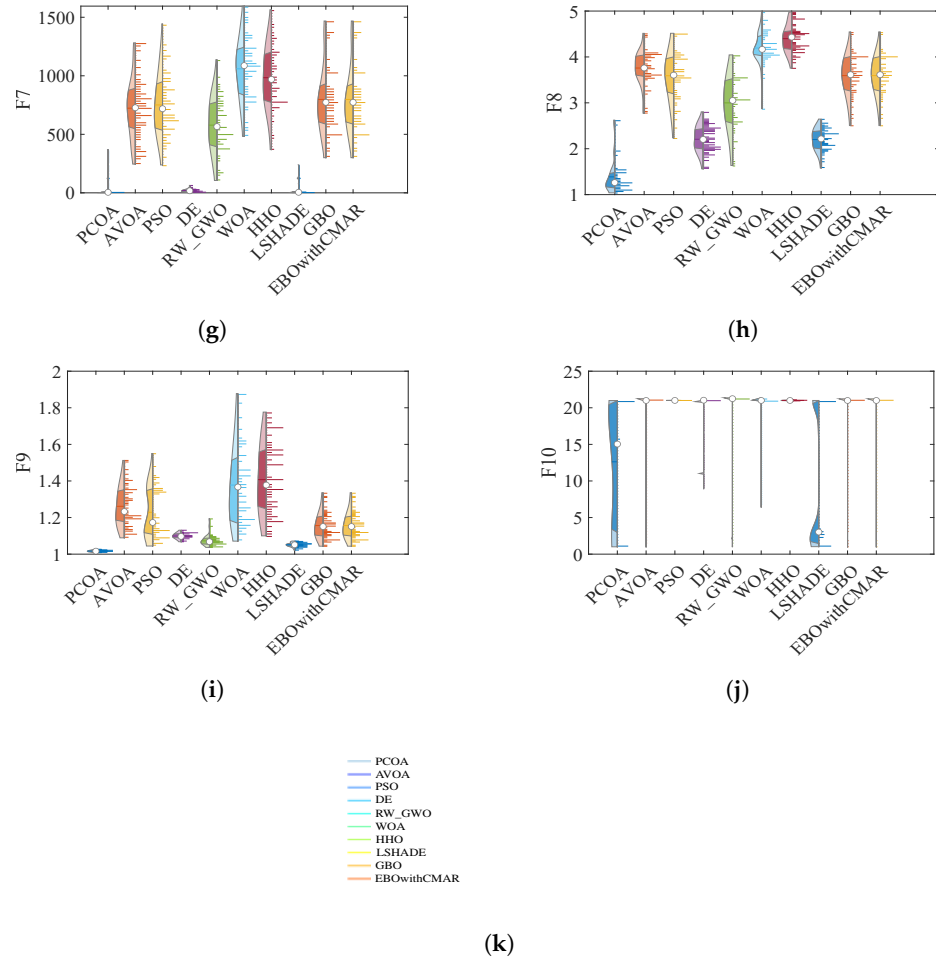 F7
1500
1000
500
0
PCOA
AVOA
PSO
DE
RW_GWO
WOA
HHO
LSHADE
GBO
EBOwithCMAR
(g)
F8
5
4
3
2
1
PCOA
AVOA
PSO
DE
RW_GWO
WOA
HHO
LSHADE
GBO
EBOwithCMAR
(h)
F9
2
1.8
1.6
1.4
1.2
1
PCOA
AVOA
PSO
DE
RW_GWO
WOA
HHO
LSHADE
GBO
EBOwithCMAR
(i)
F10
25
20
15
10
5
0
PCOA
AVOA
PSO
DE
RW_GWO
WOA
HHO
LSHADE
GBO
EBOwithCMAR
(j)
PCOA
AVOA
PSO
DE
RW_GWO
WOA
HHO
LSHADE
GBO
EBOwithCMAR
(k)